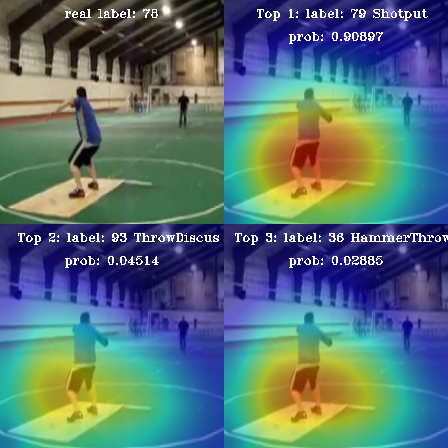 real label: 78
Top 1: label: 79 Shotput
prob: 0.90897
Top 2: label: 93 ThrowDiscus
prob: 0.04514
Top 3: label: 36 HammerThrow
prob: 0.02885